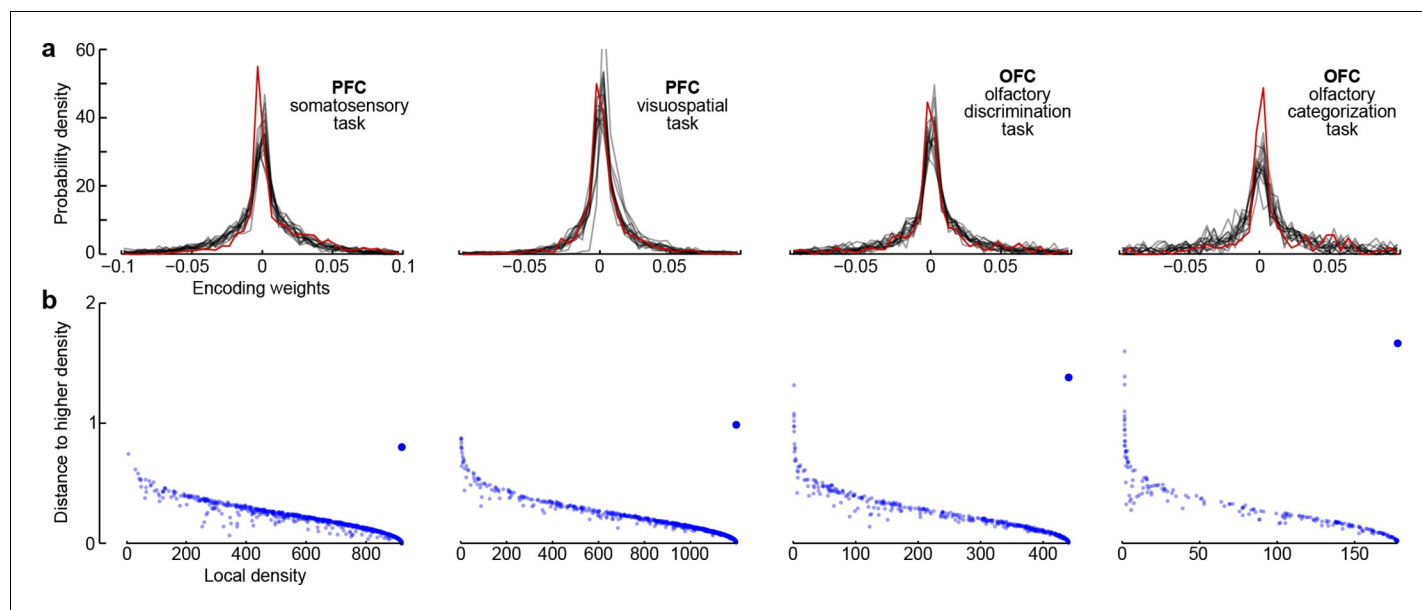 a
60
40
20
0
Probability density
PFC
somatosensory
task
PFC
visuospatial
task
OFC
olfactory
discrimination
task
OFC
olfactory
categorization
task
−0.1 −0.05 0 0.05 0.1
−0.05 0 0.05
−0.05 0 0.05
−0.05 0 0.05
Encoding weights
b
2
1
0
Distance to higher density
0 200 400 600 800
0 200 400 600 800 1000
0 100 200 300 400
0 50 100 150
Local density